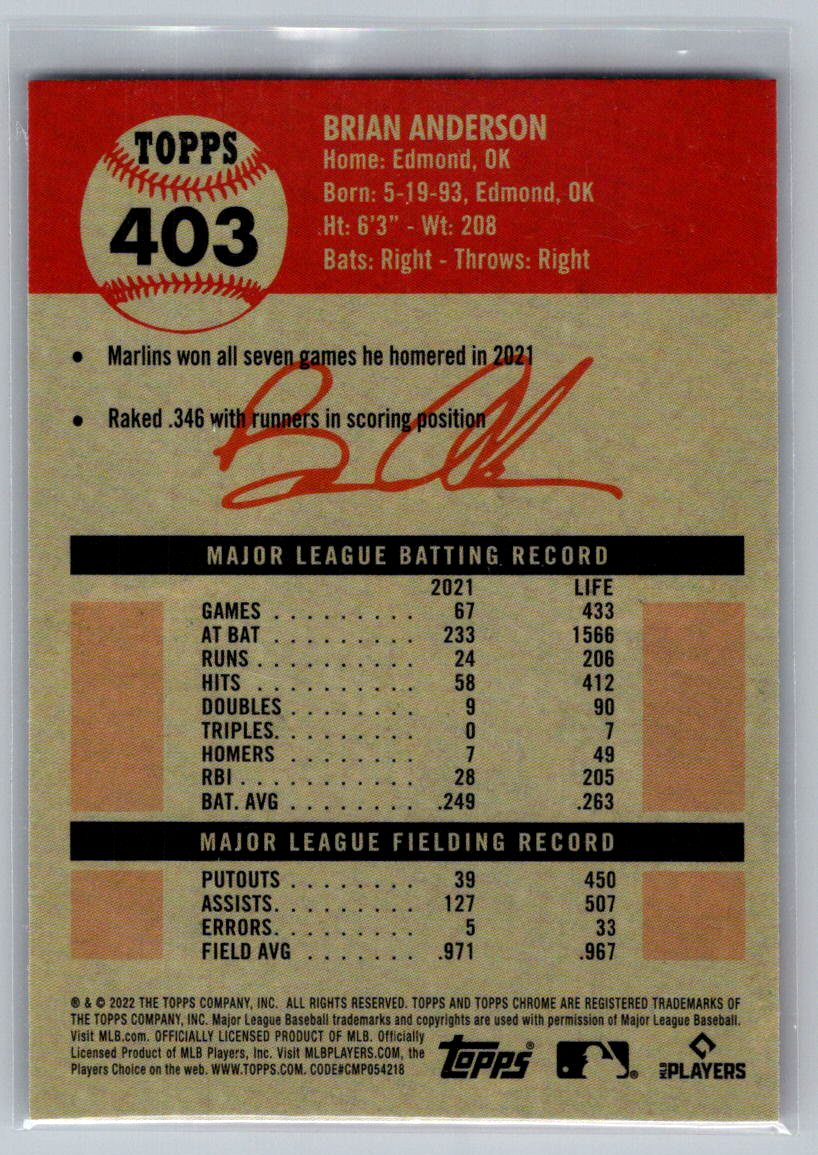 TOPPS
403
BRIAN ANDERSON
Home: Edmond, OK
Born: 5-19-93, Edmond, OK
Ht: 6'3" - Wt: 208
Bats: Right - Throws: Right
• Marlins won all seven games he homered in 2021
• Raked .346 with runners in scoring position
MAJOR LEAGUE BATTING RECORD
2021 LIFE
GAMES . . . . . . . . . 67 433
AT BAT . . . . . . . . . 233 1566
RUNS . . . . . . . . . . 24 206
HITS . . . . . . . . . . 58 412
DOUBLES . . . . . . . . 9 90
TRIPLES. . . . . . . . . 0 7
HOMERS . . . . . . . . . 7 49
RBI . . . . . . . . . . . 28 205
BAT. AVG . . . . . . . . .249 .263
MAJOR LEAGUE FIELDING RECORD
PUTOUTS . . . . . . . . 39 450
ASSISTS. . . . . . . . . 127 507
ERRORS. . . . . . . . . 5 33
FIELD AVG . . . . . . . .971 .967
® & © 2022 THE TOPPS COMPANY, INC. ALL RIGHTS RESERVED. TOPPS AND TOPPS CHROME ARE REGISTERED TRADEMARKS OF
THE TOPPS COMPANY, INC. Major League Baseball trademarks and copyrights are used with permission of Major League Baseball.
Visit MLB.com. OFFICIALLY LICENSED PRODUCT OF MLB. Officially
Licensed Product of MLB Players, Inc. Visit MLBPLAYERS.COM, the
Players Choice on the web. WWW.TOPPS.COM. CODE#CMP054218
topps®
®
MLB PLAYERS